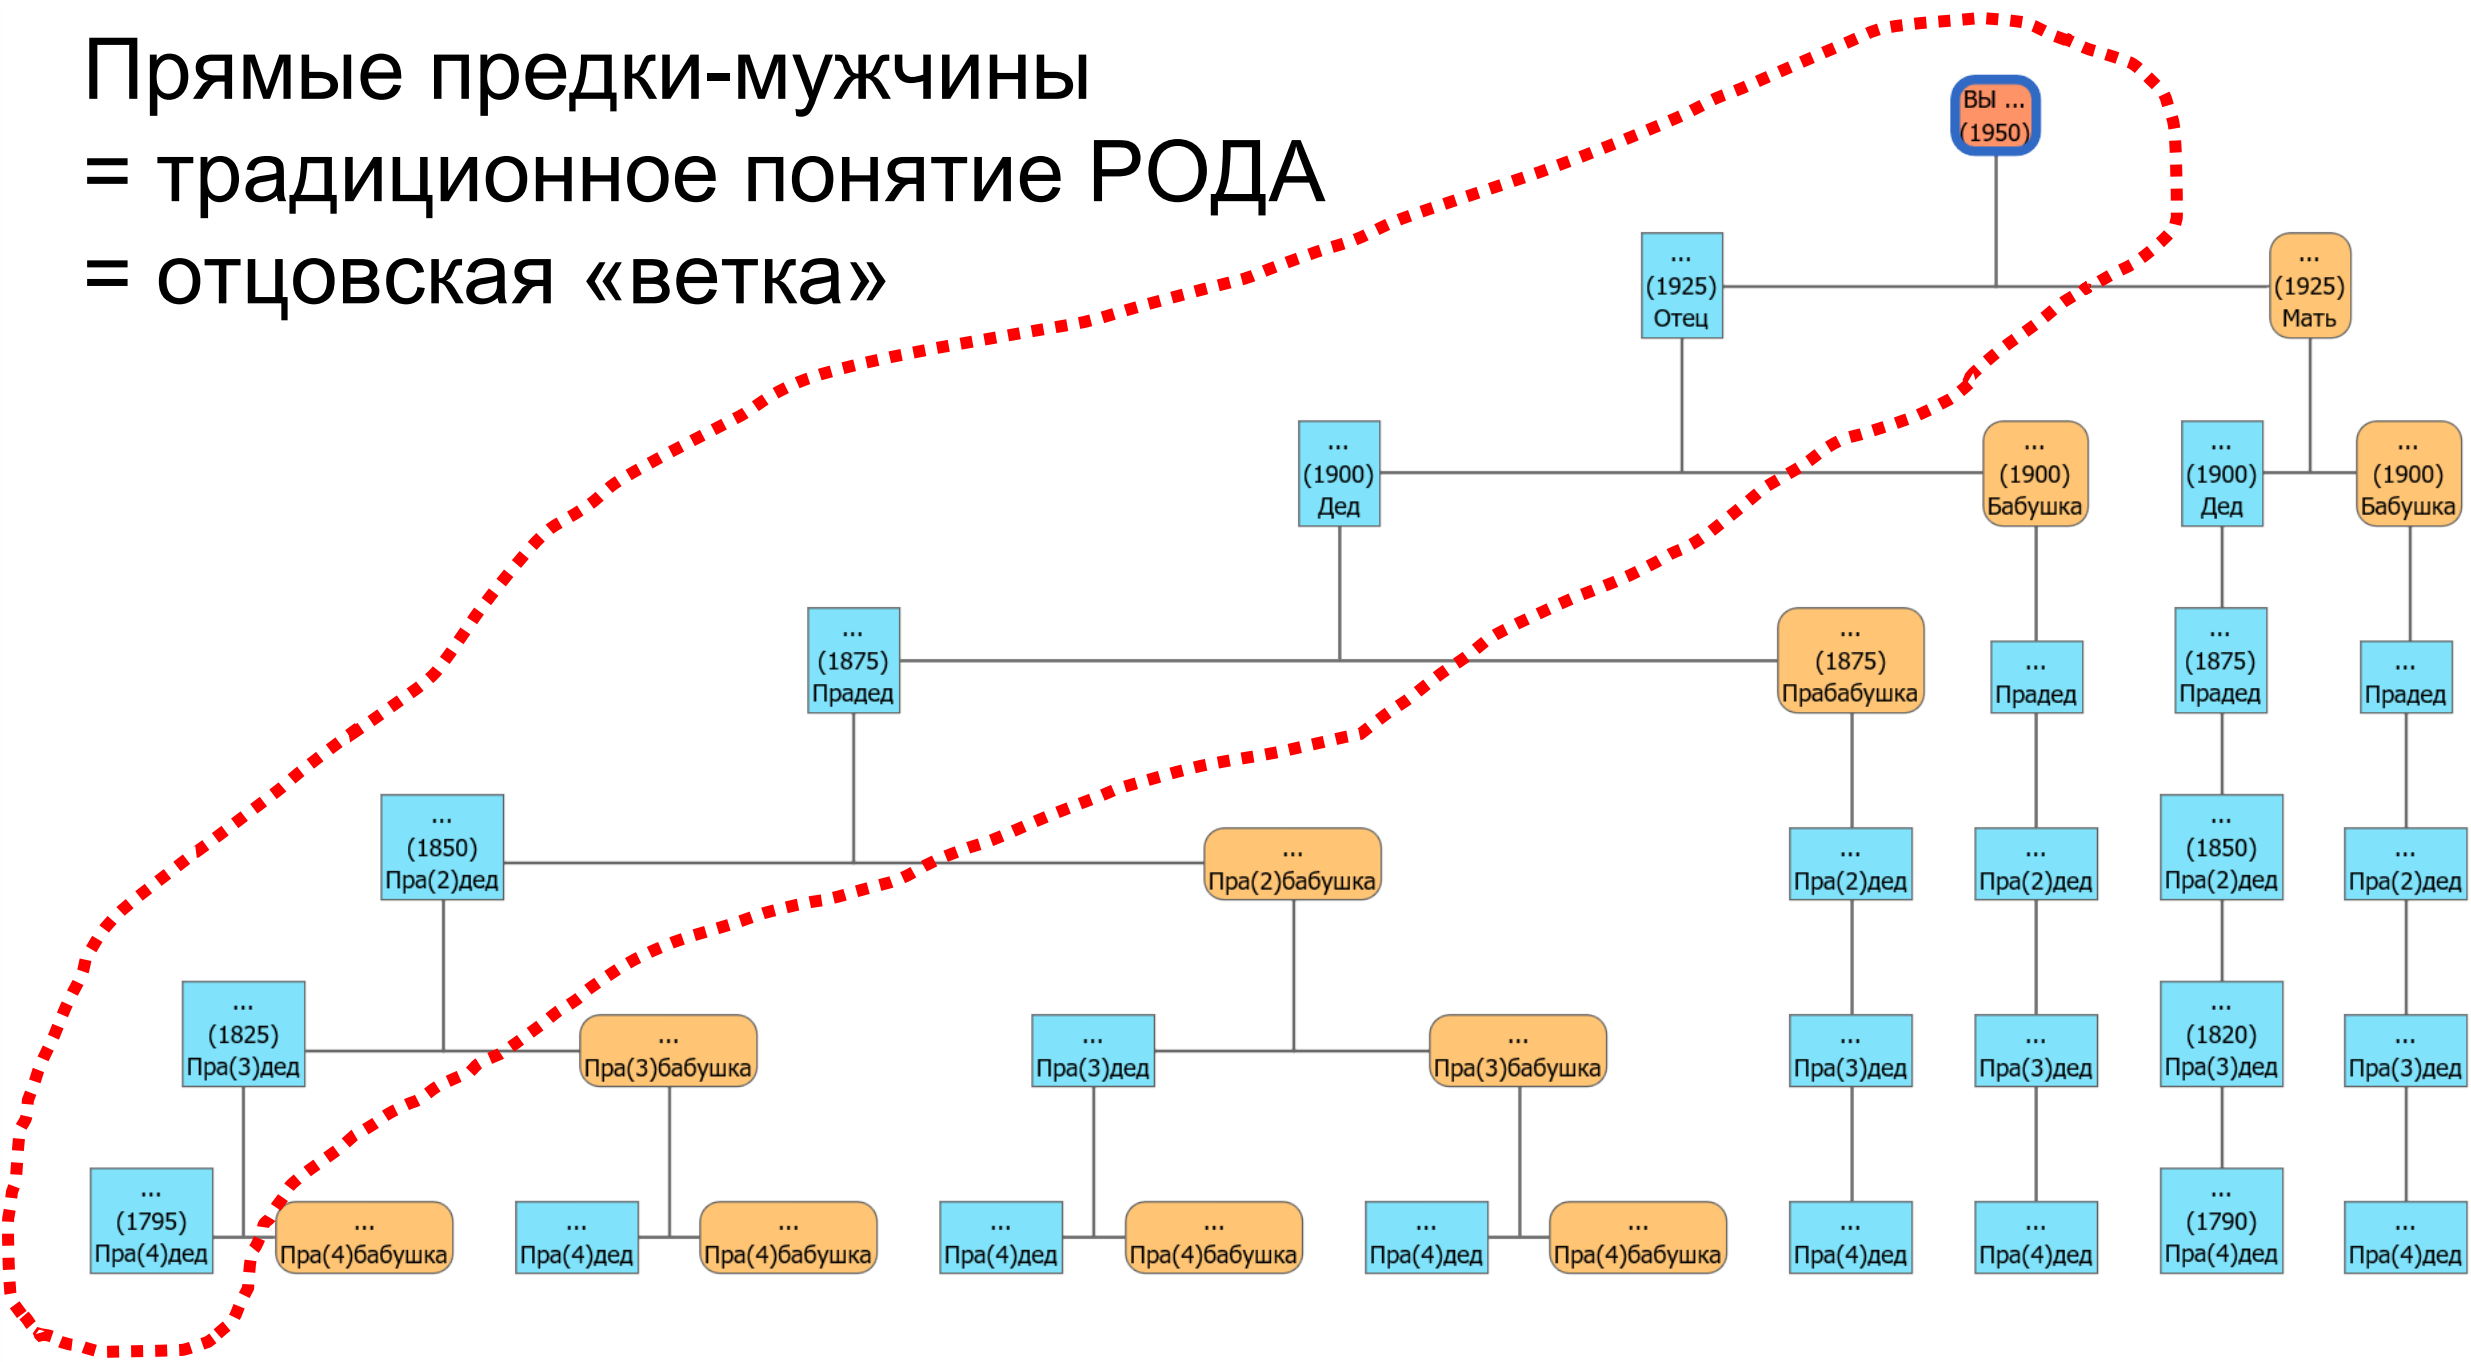 Прямые предки-мужчины
= традиционное понятие РОДА
= отцовская «ветка»
ВЫ ...
(1950)
...
(1925)
Отец
...
(1925)
Мать
...
(1900)
Дед
...
(1900)
Бабушка
...
(1900)
Дед
...
(1900)
Бабушка
...
(1875)
Прадед
...
(1875)
Прабабушка
...
Прадед
...
(1875)
Прадед
...
Прадед
...
(1850)
Пра(2)дед
...
Пра(2)бабушка
...
Пра(2)дед
...
Пра(2)дед
...
(1850)
Пра(2)дед
...
Пра(2)дед
...
(1825)
Пра(3)дед
...
Пра(3)бабушка
...
Пра(3)дед
...
Пра(3)бабушка
...
Пра(3)дед
...
Пра(3)дед
...
(1820)
Пра(3)дед
...
Пра(3)дед
...
(1795)
Пра(4)дед
...
Пра(4)бабушка
...
Пра(4)дед
...
Пра(4)бабушка
...
Пра(4)дед
...
Пра(4)бабушка
...
Пра(4)дед
...
Пра(4)бабушка
...
Пра(4)дед
...
Пра(4)дед
...
(1790)
Пра(4)дед
...
Пра(4)дед